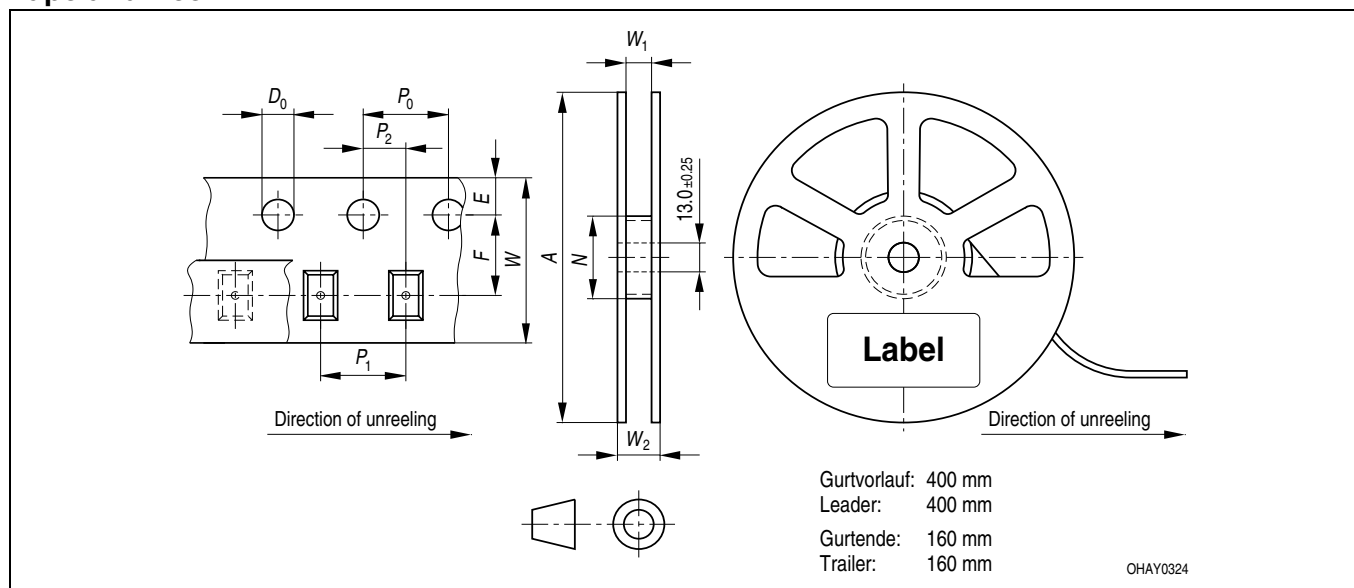 W₁
D₀
P₀
P₂
E
F
W
A
N
13.0 ±0.25
Label
P₁
Direction of unreeling
W₂
Direction of unreeling
Gurtvorlauf: 400 mm
Leader: 400 mm
Gurtende: 160 mm
Trailer: 160 mm
OHAY0324